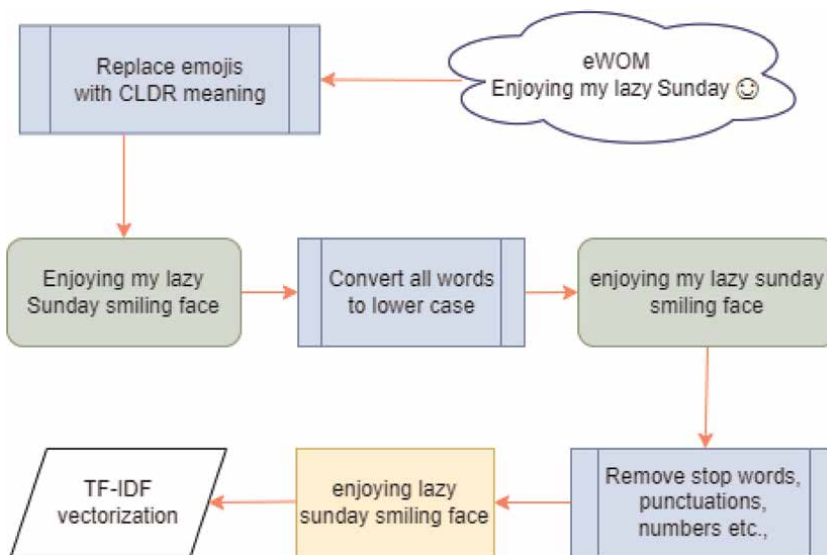 eWOM
Enjoying my lazy Sunday ☺
Replace emojis
with CLDR meaning
Enjoying my lazy
Sunday smiling face
Convert all words
to lower case
enjoying my lazy sunday
smiling face
Remove stop words,
punctuations,
numbers etc.,
enjoying lazy
sunday smiling face
TF-IDF
vectorization